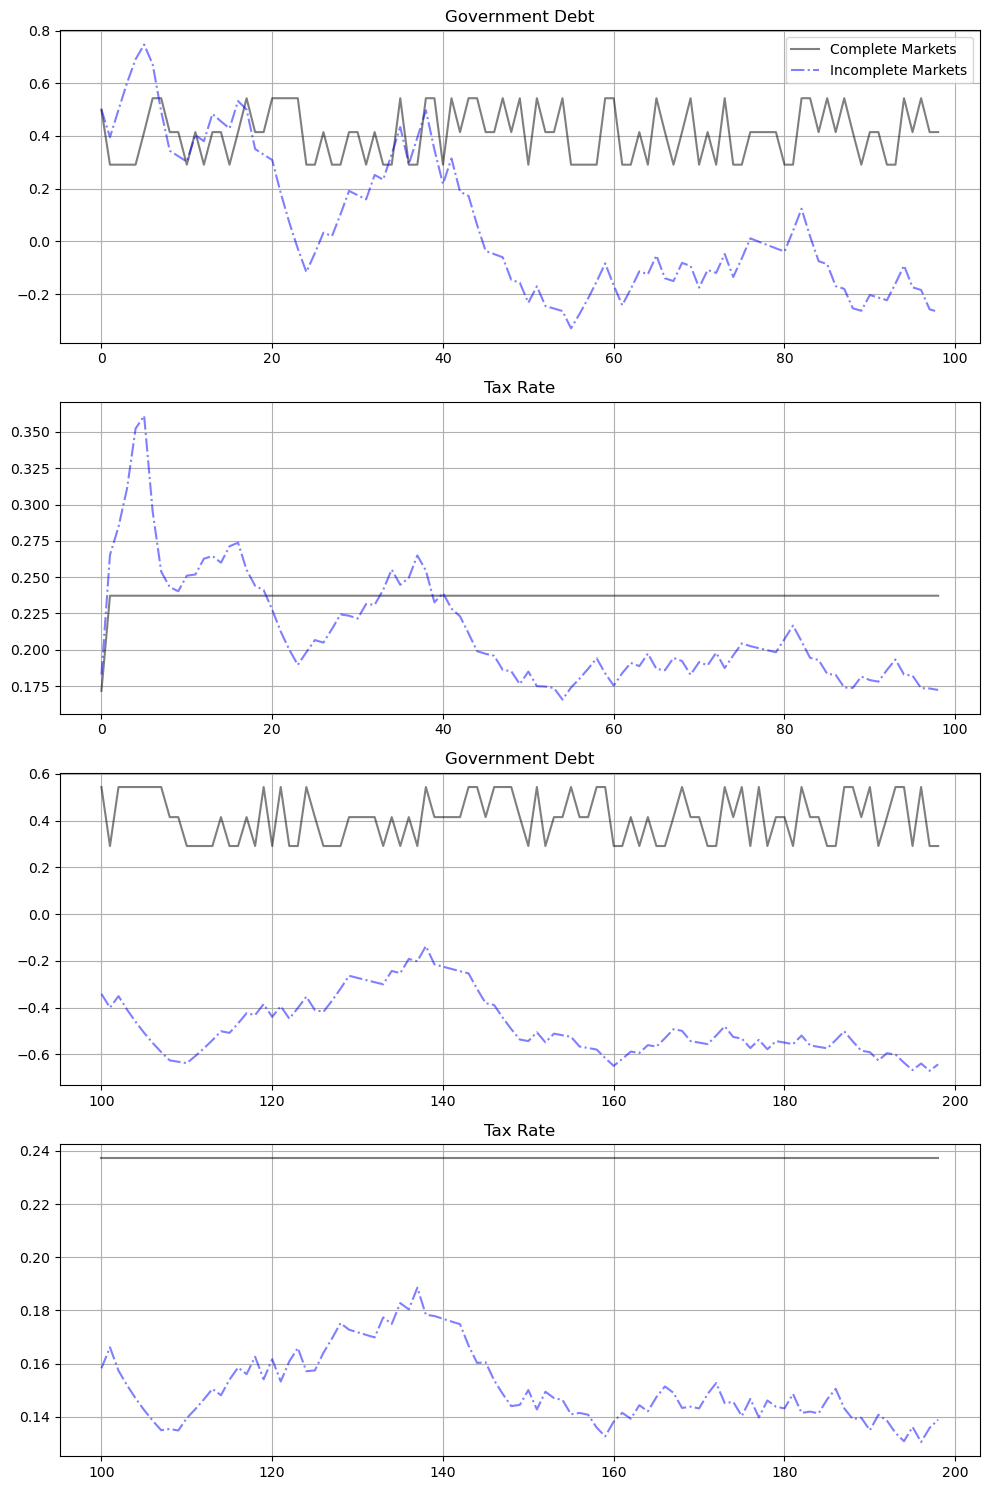 Government Debt
0.8
Complete Markets
Incomplete Markets
0.6
0.4
0.2
0.0
−0.2
0 20 40 60 80 100
Tax Rate
0.350
0.325
0.300
0.275
0.250
0.225
0.200
0.175
0 20 40 60 80 100
Government Debt
0.6
0.4
0.2
0.0
−0.2
−0.4
−0.6
100 120 140 160 180 200
Tax Rate
0.24
0.22
0.20
0.18
0.16
0.14
100 120 140 160 180 200